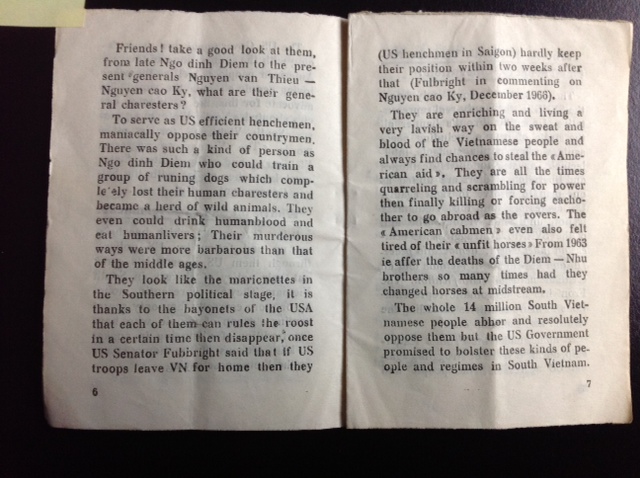 Friends! take a good look at them,
from late Ngo dinh Diem to the pre-
sent generals Nguyen van Thieu —
Nguyen cao Ky, what are their gene-
ral charesters?
To serve as US efficient henchemen,
maniacally oppose their countrymen.
There was such a kind of person as
Ngo dinh Diem who could train a
group of runing dogs which comp-
letely lost their human charesters and
became a herd of wild animals. They
even could drink humanblood and
eat humanlivers; Their murderous
ways were more barbarous than that
of the middle ages.
They look like the marionettes in
the Southern political stage, it is
thanks to the bayonets of the USA
that each of them can rules the roost
in a certain time then disappear, once
US Senator Fubbright said that if US
troops leave VN for home then they
6
(US henchmen in Saigon) hardly keep
their position within two weeks after
that (Fulbright in commenting on
Nguyen cao Ky, December 1966).
They are enriching and living a
very lavish way on the sweat and
blood of the Vietnamese people and
always find chances to steal the «Ame-
rican aid». They are all the times
quarreling and scrambling for power
then finally killing or forcing eacho-
ther to go abroad as the rovers. The
«American cabmen» even also felt
tired of their «unfit horses» From 1963
ie affer the deaths of the Diem — Nhu
brothers so many times had they
changed horses at midstream.
The whole 14 million South Viet-
namese people abhor and resolutely
oppose them but the US Government
promised to bolster these kinds of pe-
ople and regimes in South Vietnam.
7